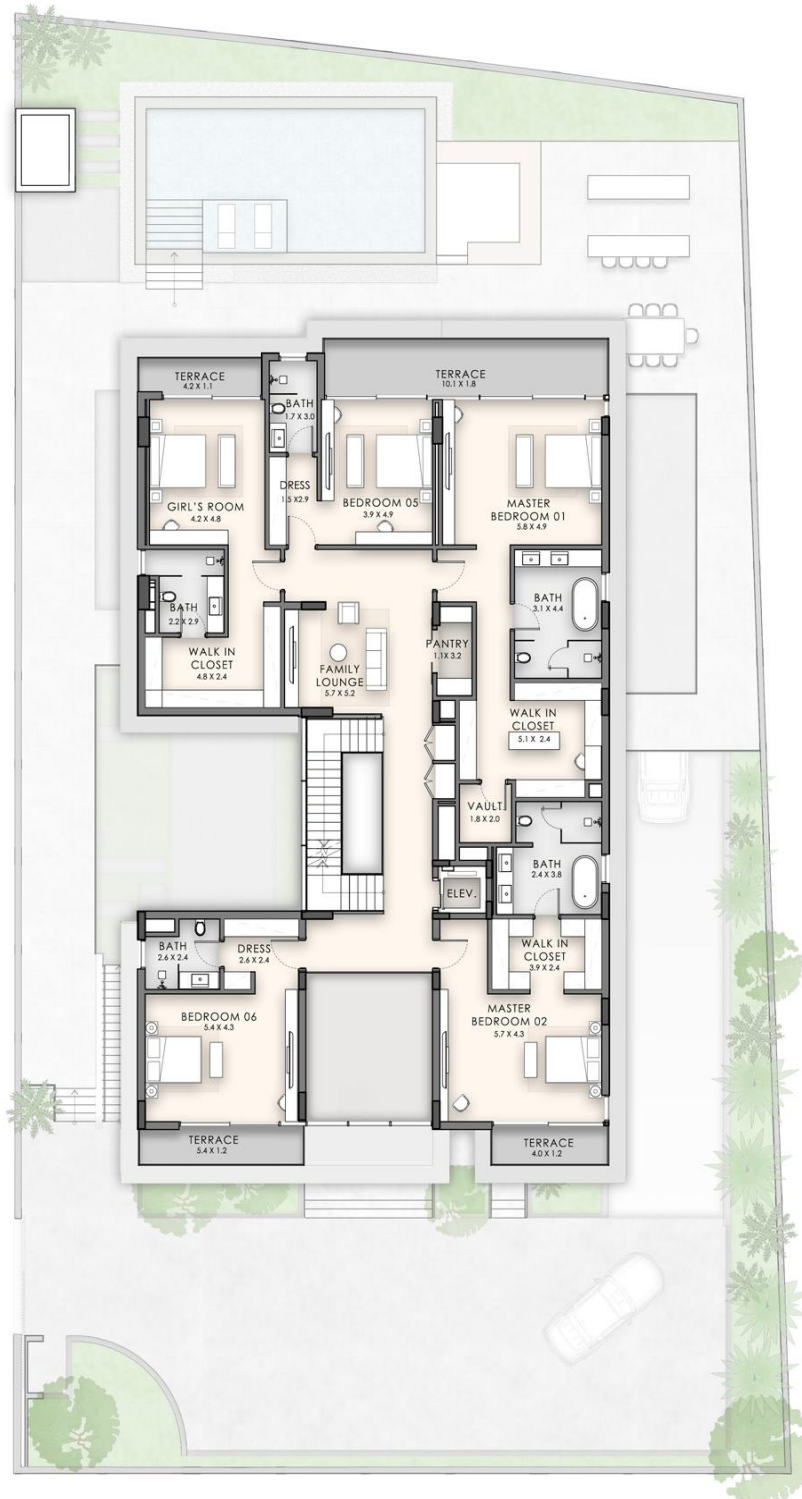 TERRACE
4.2 X 1.1
BATH
1.7 X 3.0
TERRACE
10.1 X 1.8
GIRL'S ROOM
4.2 X 4.8
DRESS
1.5 X2.9
BEDROOM 05
3.9 X 4.9
MASTER
BEDROOM 01
5.8 X 4.9
BATH
2.2 X 2.9
WALK IN
CLOSET
4.8 X 2.4
FAMILY
LOUNGE
5.7 X 5.2
PANTRY
1.1X 3.2
BATH
3.1 X 4.4
WALK IN
CLOSET
5.1 X 2.4
VAULT
1.8 X 2.0
BATH
2.4 X 3.8
ELEV.
BATH
2.6 X 2.4
DRESS
2.6 X 2.4
WALK IN
CLOSET
3.9 X 2.4
BEDROOM 06
5.4 X 4.3
MASTER
BEDROOM 02
5.7 X 4.3
TERRACE
5.4 X 1.2
TERRACE
4.0 X 1.2